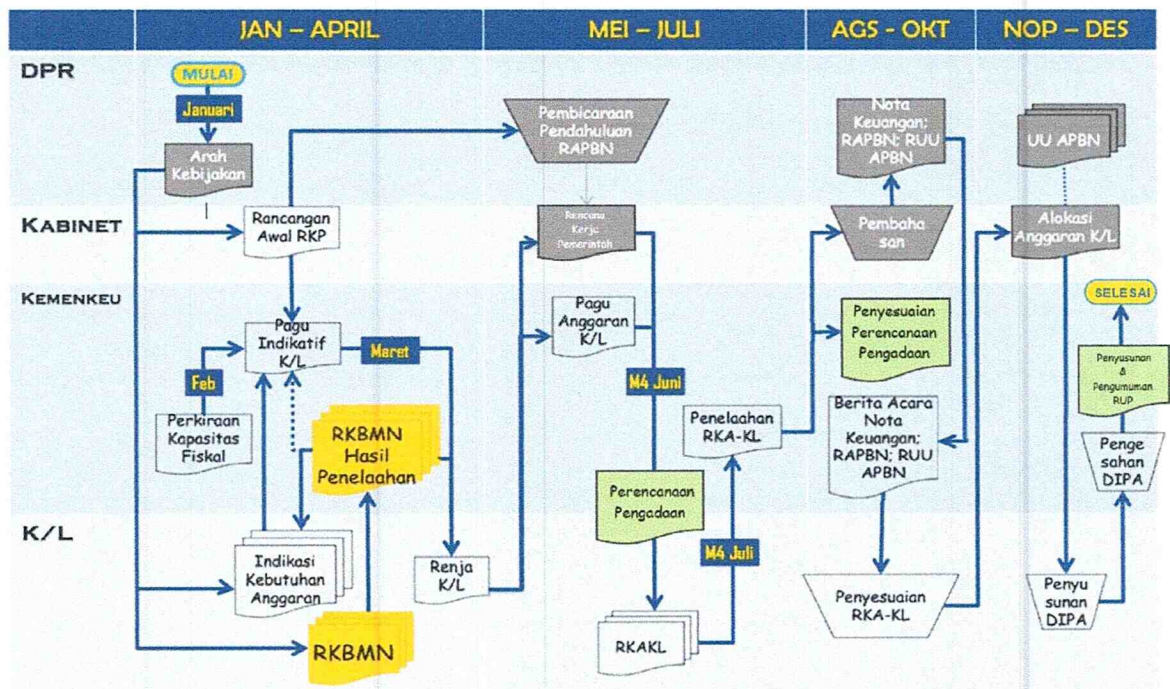 JAN – APRIL
MEI – JULI
AGS - OKT
NOP – DES
DPR
MULAI
Januari
Arah
Kebijakan
Pembicaraan
Pendahuluan
RAPBN
Nota
Keuangan;
RAPBN; RUU
APBN
UU APBN
KABINET
Rancangan
Awal RKP
Rencana
Kerja
Pemerintah
Pembaha
san
Alokasi
Anggaran K/L
KEMENKEU
Pagu
Indikatif
K/L
Maret
Feb
Perkiraan
Kapasitas
Fiskal
RKBMN
Hasil
Penelaahan
Pagu
Anggaran
K/L
M4 Juni
Penelaahan
RKA-KL
Perencanaan
Pengadaan
Penyesuaian
Perencanaan
Pengadaan
Berita Acara
Nota
Keuangan;
RAPBN; RUU
APBN
SELESAI
Penyusunan
&
Pengumuman
RUP
Penge
sahan
DIPA
K/L
Indikasi
Kebutuhan
Anggaran
RKBMN
Renja
K/L
M4 Juli
RKAKL
Penyesuaian
RKA-KL
Penyu
sunan
DIPA